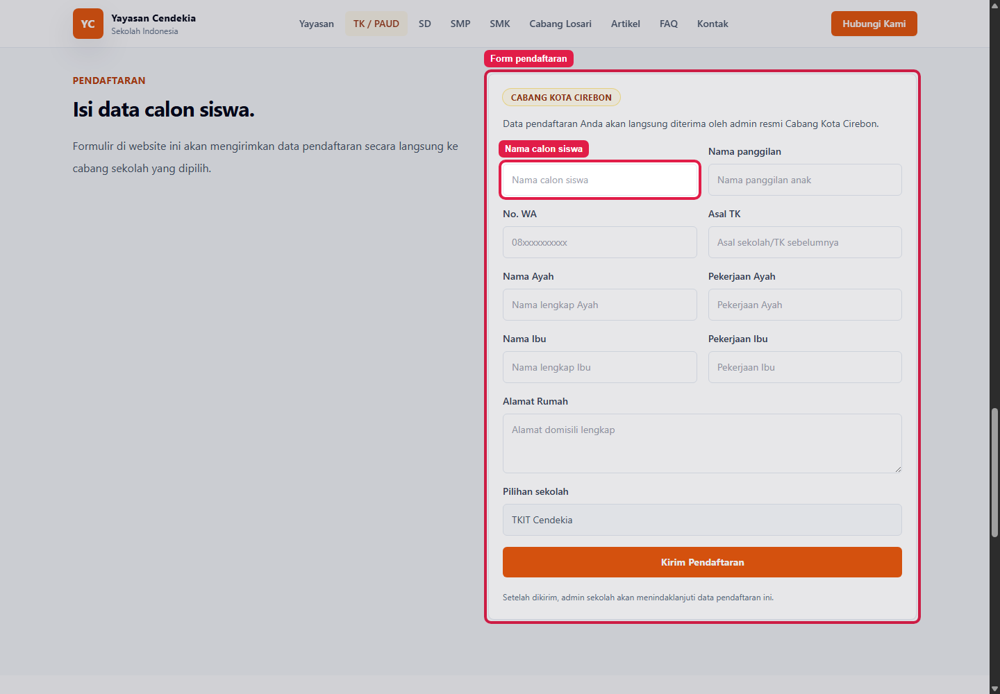 YC
Yayasan Cendekia
Sekolah Indonesia
Yayasan
TK / PAUD
SD
SMP
SMK
Cabang Losari
Artikel
FAQ
Kontak
Hubungi Kami
PENDAFTARAN
Isi data calon siswa.
Formulir di website ini akan mengirimkan data pendaftaran secara langsung ke
cabang sekolah yang dipilih.
Form pendaftaran
CABANG KOTA CIREBON
Data pendaftaran Anda akan langsung diterima oleh admin resmi Cabang Kota Cirebon.
Nama calon siswa
Nama calon siswa
Nama panggilan
Nama panggilan anak
No. WA
08xxxxxxxxxx
Asal TK
Asal sekolah/TK sebelumnya
Nama Ayah
Nama lengkap Ayah
Pekerjaan Ayah
Pekerjaan Ayah
Nama Ibu
Nama lengkap Ibu
Pekerjaan Ibu
Pekerjaan Ibu
Alamat Rumah
Alamat domisili lengkap
Pilihan sekolah
TKIT Cendekia
Kirim Pendaftaran
Setelah dikirim, admin sekolah akan menindaklanjuti data pendaftaran ini.